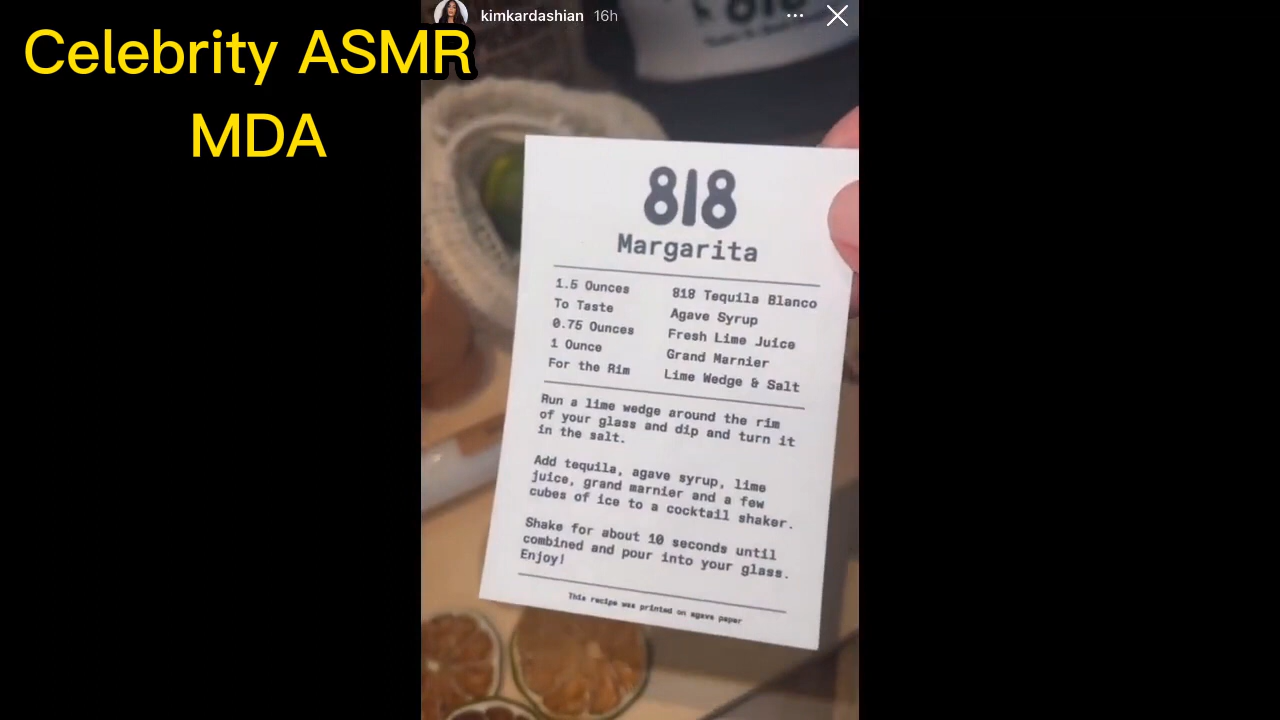 Celebrity ASMR
MDA
kimkardashian 16h
818
818
Margarita
1.5 Ounces 818 Tequila Blanco
To Taste Agave Syrup
0.75 Ounces Fresh Lime Juice
1 Ounce Grand Marnier
For the Rim Lime Wedge & Salt
Run a lime wedge around the rim
of your glass and dip and turn it
in the salt.
Add tequila, agave syrup, lime
juice, grand marnier and a few
cubes of ice to a cocktail shaker.
Shake for about 10 seconds until
combined and pour into your glass.
Enjoy!
This recipe was printed on agave paper